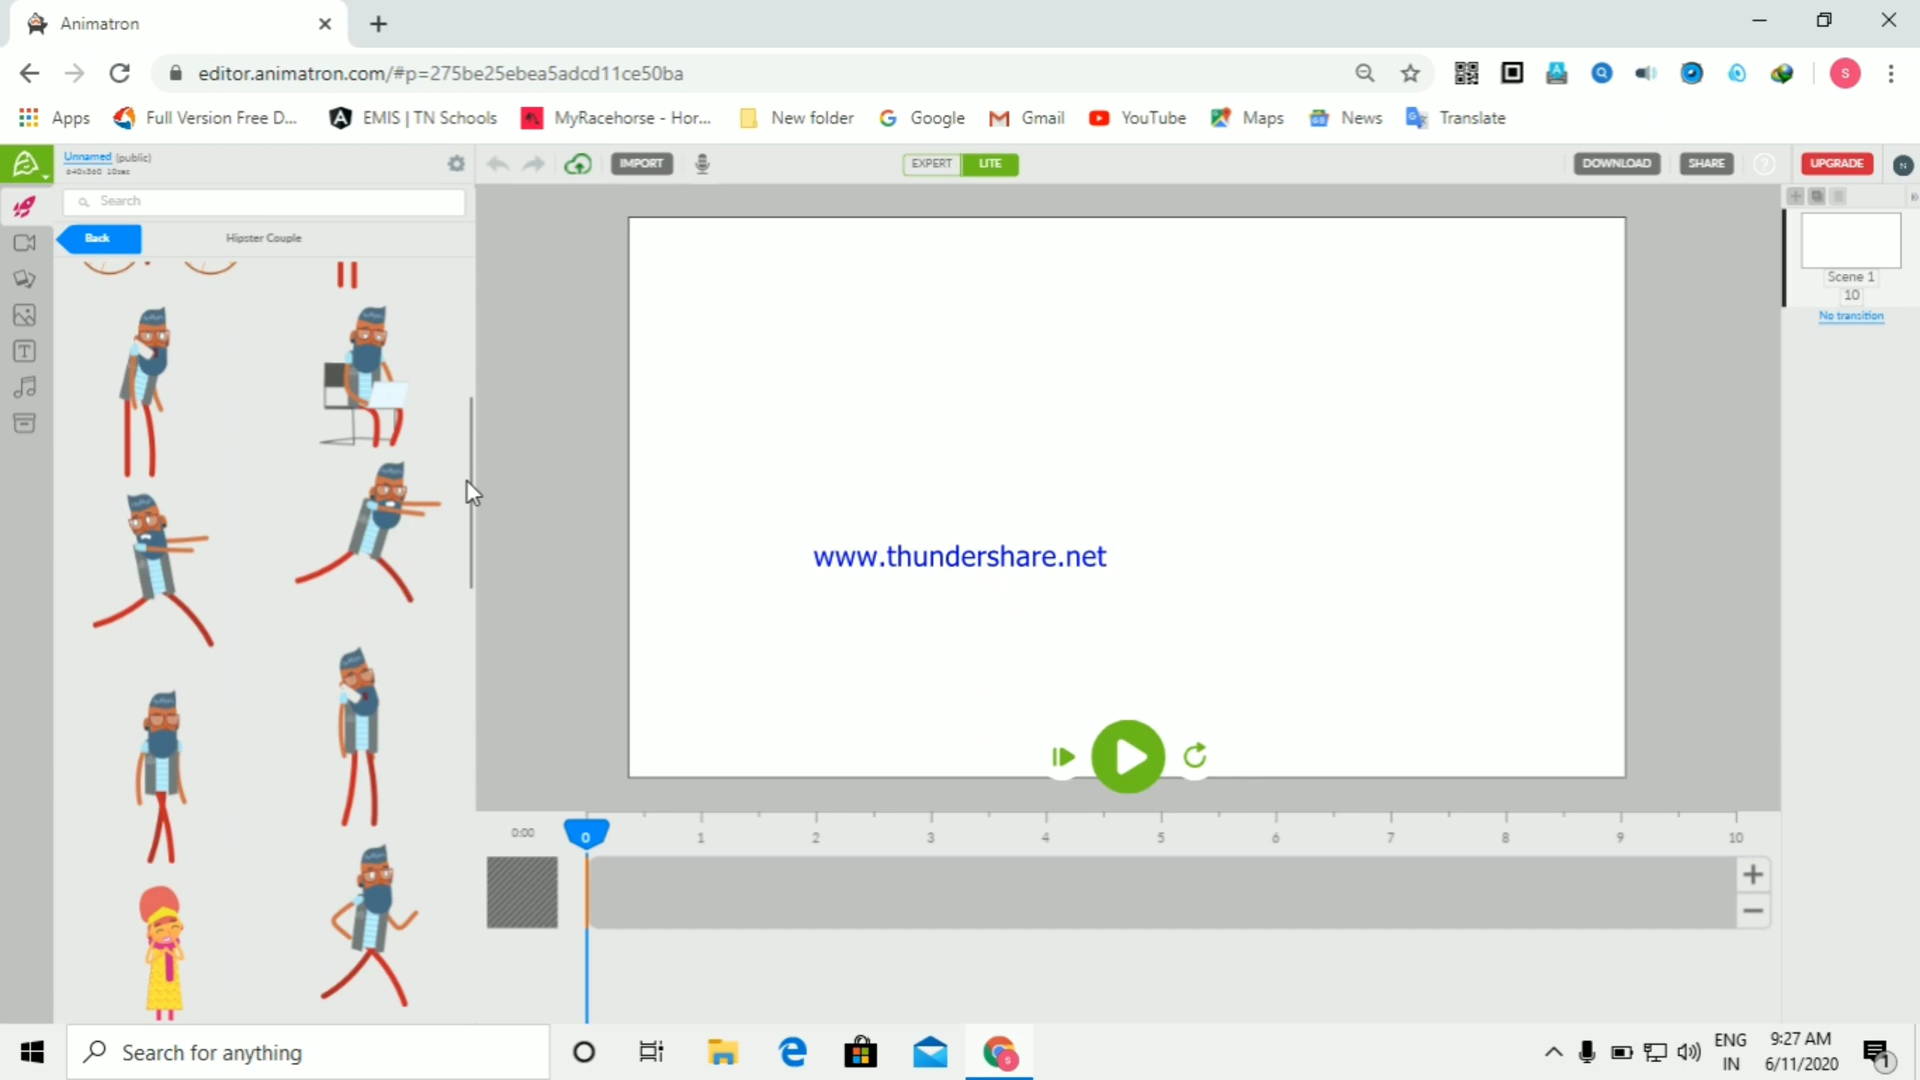 Animatron
editor.animatron.com/#p=275be25ebea5adcd11ce50ba
S
Apps
Full Version Free D...
EMIS | TN Schools
MyRacehorse - Hor...
New folder
Google
Gmail
YouTube
Maps
News
Translate
Unnamed (public)
640x360 10sec
IMPORT
EXPERT
LITE
DOWNLOAD
SHARE
UPGRADE
N
Search
Back
Hipster Couple
Scene 1
10
No transition
www.thundershare.net
0:00
0
1
2
3
4
5
6
7
8
9
10
Search for anything
ENG
IN
9:27 AM
6/11/2020
1